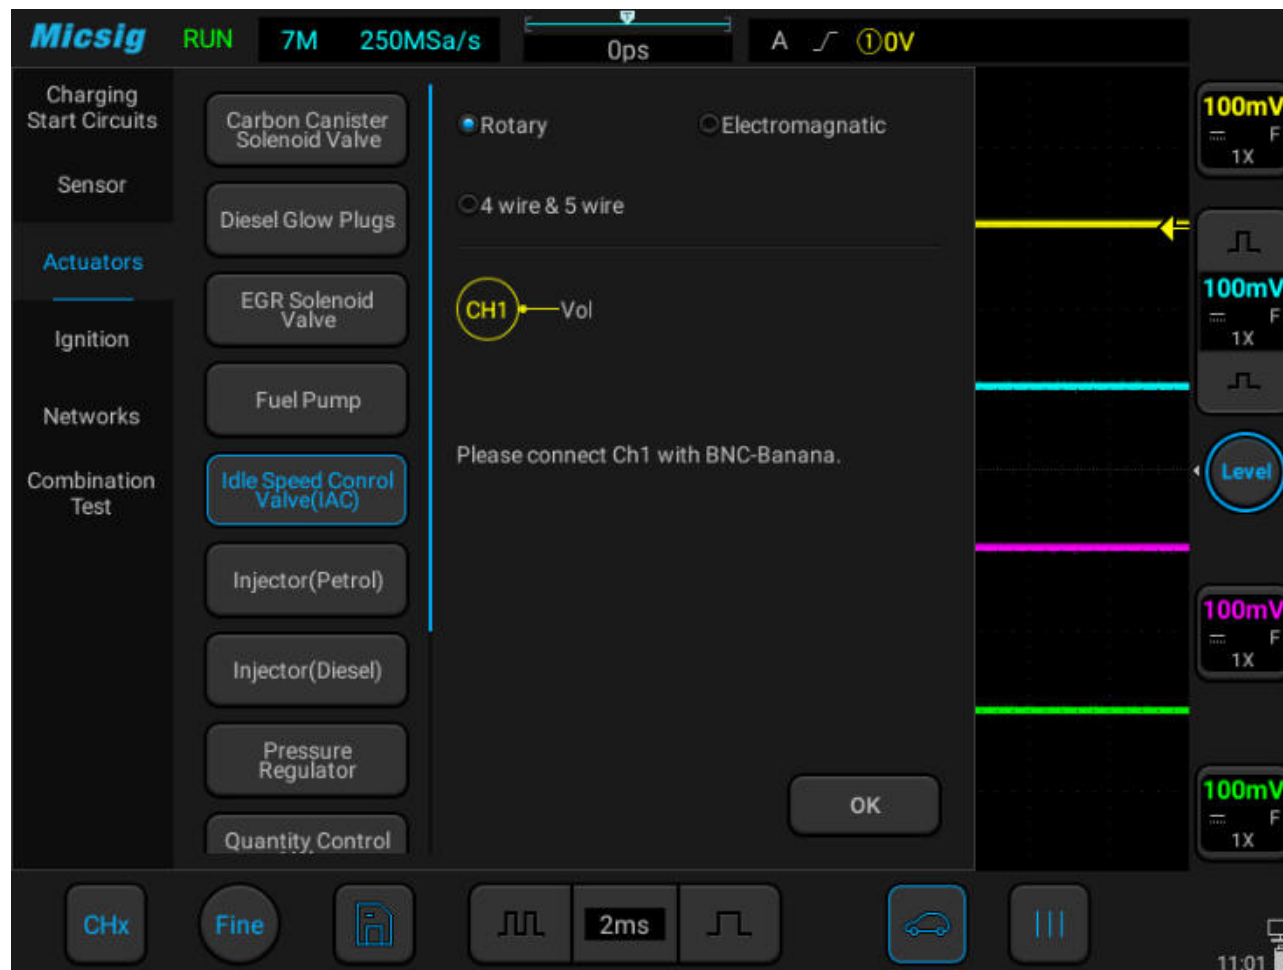 Micsig RUN 7M 250MSa/s 0ps A ①0V
T
Charging
Start Circuits
Sensor
Actuators
Ignition
Networks
Combination
Test
Carbon Canister
Solenoid Valve
Diesel Glow Plugs
EGR Solenoid
Valve
Fuel Pump
Idle Speed Conrol
Valve(IAC)
Injector(Petrol)
Injector(Diesel)
Pressure
Regulator
Quantity Control
Rotary Electromagnetic
4 wire & 5 wire
CH1 Vol
Please connect Ch1 with BNC-Banana.
OK
100mV
F
1X
100mV
F
1X
Level
100mV
F
1X
100mV
F
1X
CHx Fine 2ms
11:01